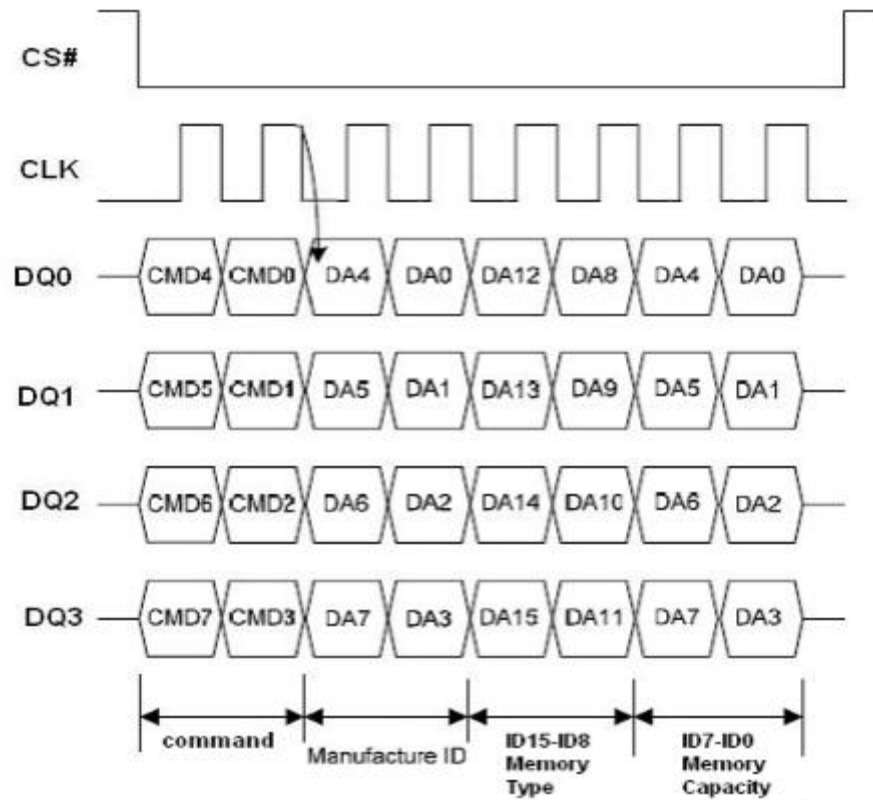 CS#
CLK
DQ0 CMD4 CMD0 DA4 DA0 DA12 DA8 DA4 DA0
DQ1 CMD5 CMD1 DA5 DA1 DA13 DA9 DA5 DA1
DQ2 CMD6 CMD2 DA6 DA2 DA14 DA10 DA6 DA2
DQ3 CMD7 CMD3 DA7 DA3 DA15 DA11 DA7 DA3
command
Manufacture ID
ID15-ID8
Memory
Type
ID7-ID0
Memory
Capacity